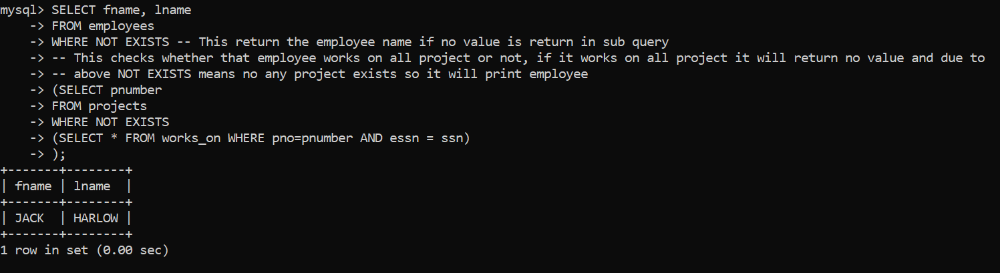 mysql> SELECT fname, lname
    -> FROM employees
    -> WHERE NOT EXISTS -- This return the employee name if no value is return in sub query
    -> -- This checks whether that employee works on all project or not, if it works on all project it will return no value and due to
    -> -- above NOT EXISTS means no any project exists so it will print employee
    -> (SELECT pnumber
    -> FROM projects
    -> WHERE NOT EXISTS
    -> (SELECT * FROM works_on WHERE pno=pnumber AND essn = ssn)
    -> );
+-------+--------+
| fname | lname  |
+-------+--------+
| JACK  | HARLOW |
+-------+--------+
1 row in set (0.00 sec)